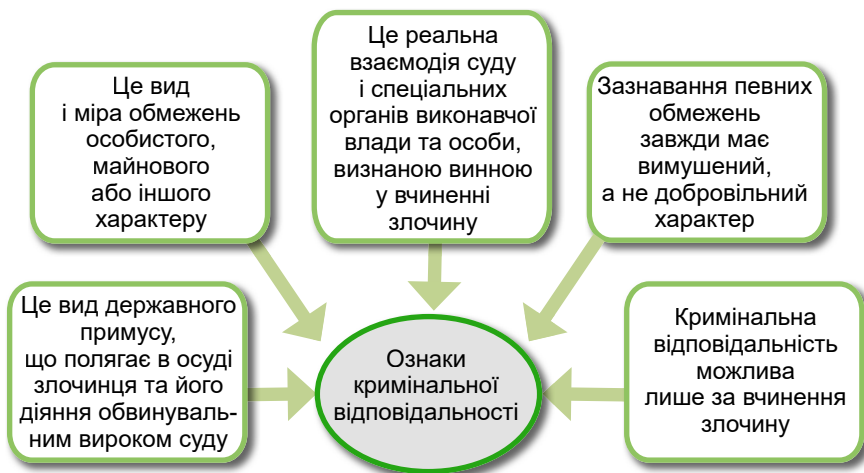 Це вид
і міра обмежень
особистого,
майнового
або іншого
характеру
Це реальна
взаємодія суду
і спеціальних
органів виконавчої
влади та особи,
визнаною винною
у вчиненні
злочину
Зазнавання певних
обмежень
завжди має
вимушений,
а не добровільний
характер
Це вид державного
примусу,
що полягає в осуді
злочинця та його
діяння обвинуваль-
ним вироком суду
Ознаки
кримінальної
відповідальності
Кримінальна
відповідальність
можлива
лише за вчинення
злочину